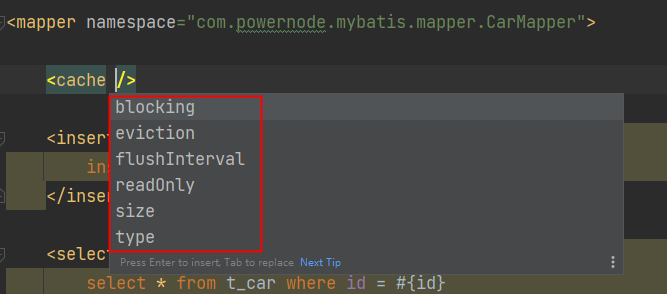 <mapper namespace="com.powernode.mybatis.mapper.CarMapper">
<cache />
blocking
eviction
<insert
flushInterval
in
readOnly
</inser
size
type
<selec
Press Enter to insert, Tab to replace Next Tip
select * from t_car where id = #{id}